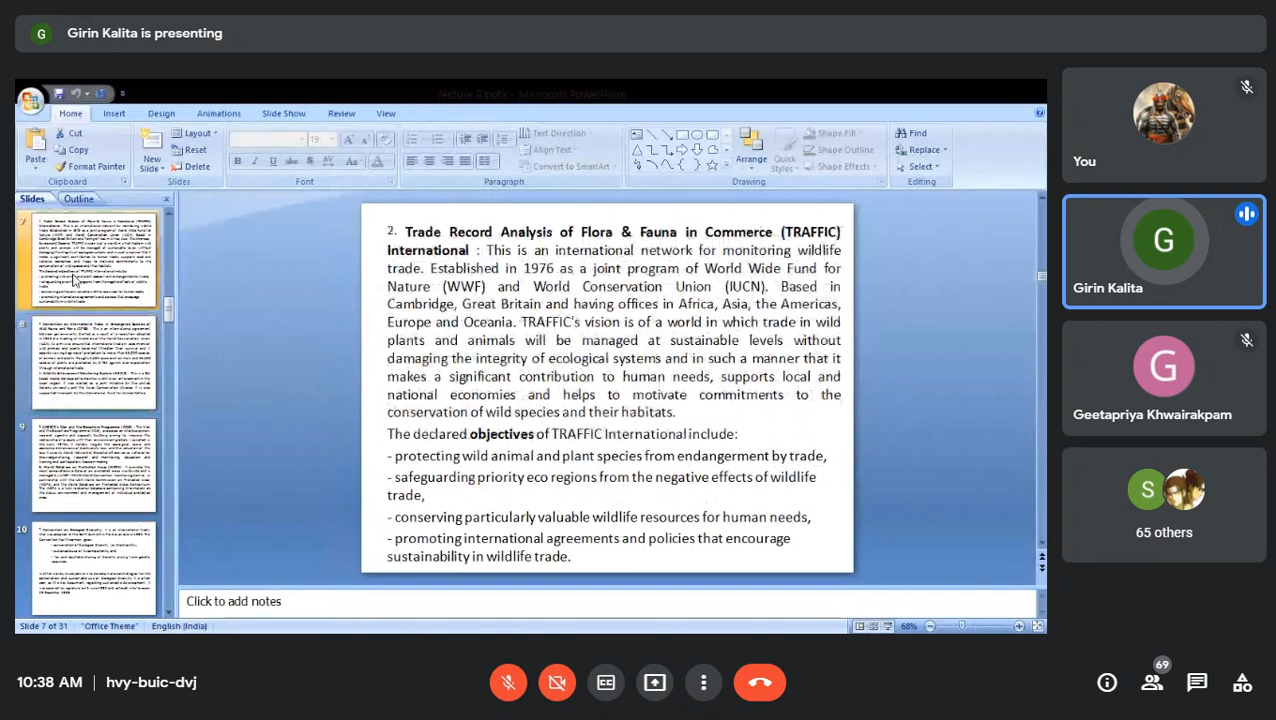 G Girin Kalita is presenting
lecture 9.pptx - Microsoft PowerPoint
Home Insert Design Animations Slide Show Review View
Paste Cut Copy Format Painter Clipboard
New Slide Layout Reset Delete Slides
19 Font
Text Direction Align Text Convert to SmartArt Paragraph
Arrange Quick Styles Shape Fill Shape Outline Shape Effects Drawing
Find Replace Select Editing
Slides Outline
7
8
9
10
2. Trade Record Analysis of Flora & Fauna in Commerce (TRAFFIC)
International : This is an international network for monitoring wildlife
trade. Established in 1976 as a joint program of World Wide Fund for
Nature (WWF) and World Conservation Union (IUCN). Based in
Cambridge, Great Britain and having offices in Africa, Asia, the Americas,
Europe and Oceania. TRAFFIC's vision is of a world in which trade in wild
plants and animals will be managed at sustainable levels without
damaging the integrity of ecological systems and in such a manner that it
makes a significant contribution to human needs, supports local and
national economies and helps to motivate commitments to the
conservation of wild species and their habitats.
The declared objectives of TRAFFIC International include:
- protecting wild animal and plant species from endangerment by trade,
- safeguarding priority eco regions from the negative effects of wildlife
trade,
- conserving particularly valuable wildlife resources for human needs,
- promoting international agreements and policies that encourage
sustainability in wildlife trade.
Click to add notes
Slide 7 of 31 "Office Theme" English (India) 68%
You
G
Girin Kalita
G
Geetapriya Khwairakpam
S
65 others
10:38 AM | hvy-buic-dvj
CC
69